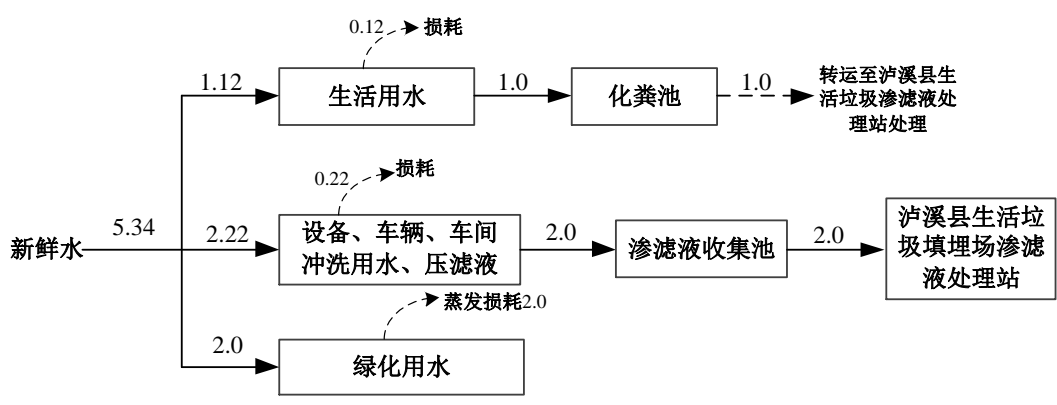 0.12
损耗
1.12
生活用水
1.0
化粪池
1.0
转运至泸溪县生
活垃圾渗滤液处
理站处理
0.22
损耗
新鲜水
5.34
2.22
设备、车辆、车间
冲洗用水、压滤液
2.0
渗滤液收集池
2.0
泸溪县生活垃
圾填埋场渗滤
液处理站
蒸发损耗2.0
2.0
绿化用水